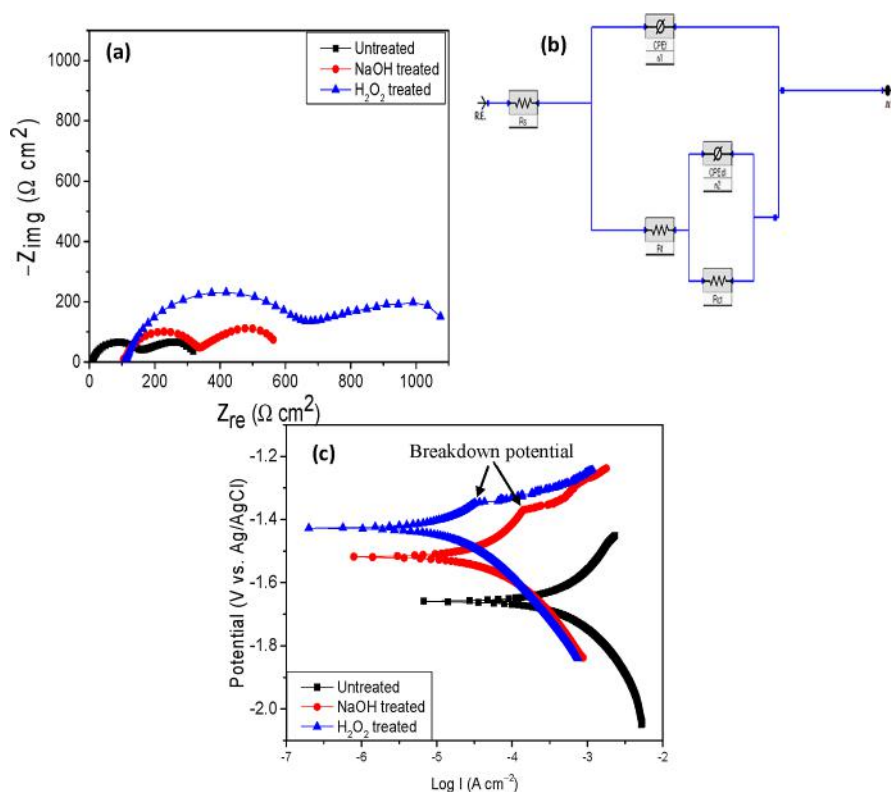 (a)
Untreated
NaOH treated
H₂O₂ treated
1000
800
600
400
200
0
0 200 400 600 800 1000
−Zimg (Ω cm²)
Zre (Ω cm²)
(b)
CPEf
n1
R.E.
Rs
CPEdl
n2
Rf
Rct
(c)
Breakdown potential
-1.2
-1.4
-1.6
-1.8
-2.0
Potential (V vs. Ag/AgCl)
Untreated
NaOH treated
H₂O₂ treated
-7 -6 -5 -4 -3 -2 -1
Log I (A cm⁻²)